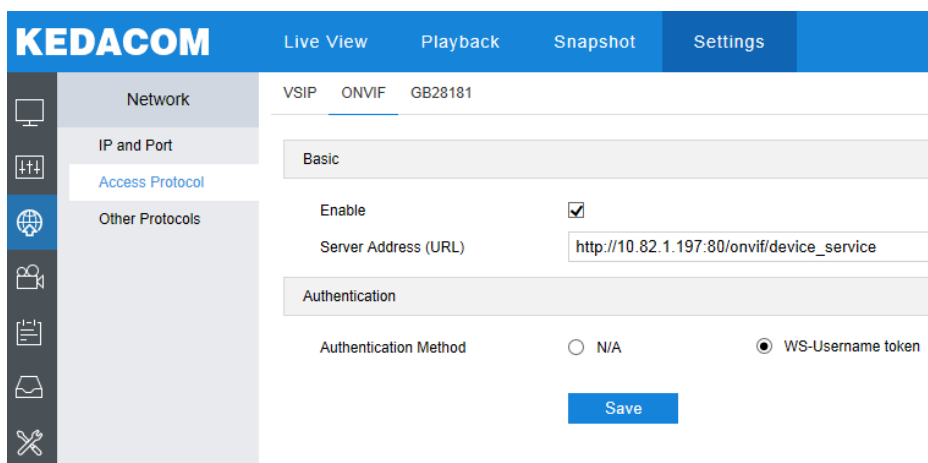 KEDACOM Live View Playback Snapshot Settings
Network
IP and Port
Access Protocol
Other Protocols
VSIP ONVIF GB28181
Basic
Enable
Server Address (URL) http://10.82.1.197:80/onvif/device_service
Authentication
Authentication Method N/A WS-Username token
Save